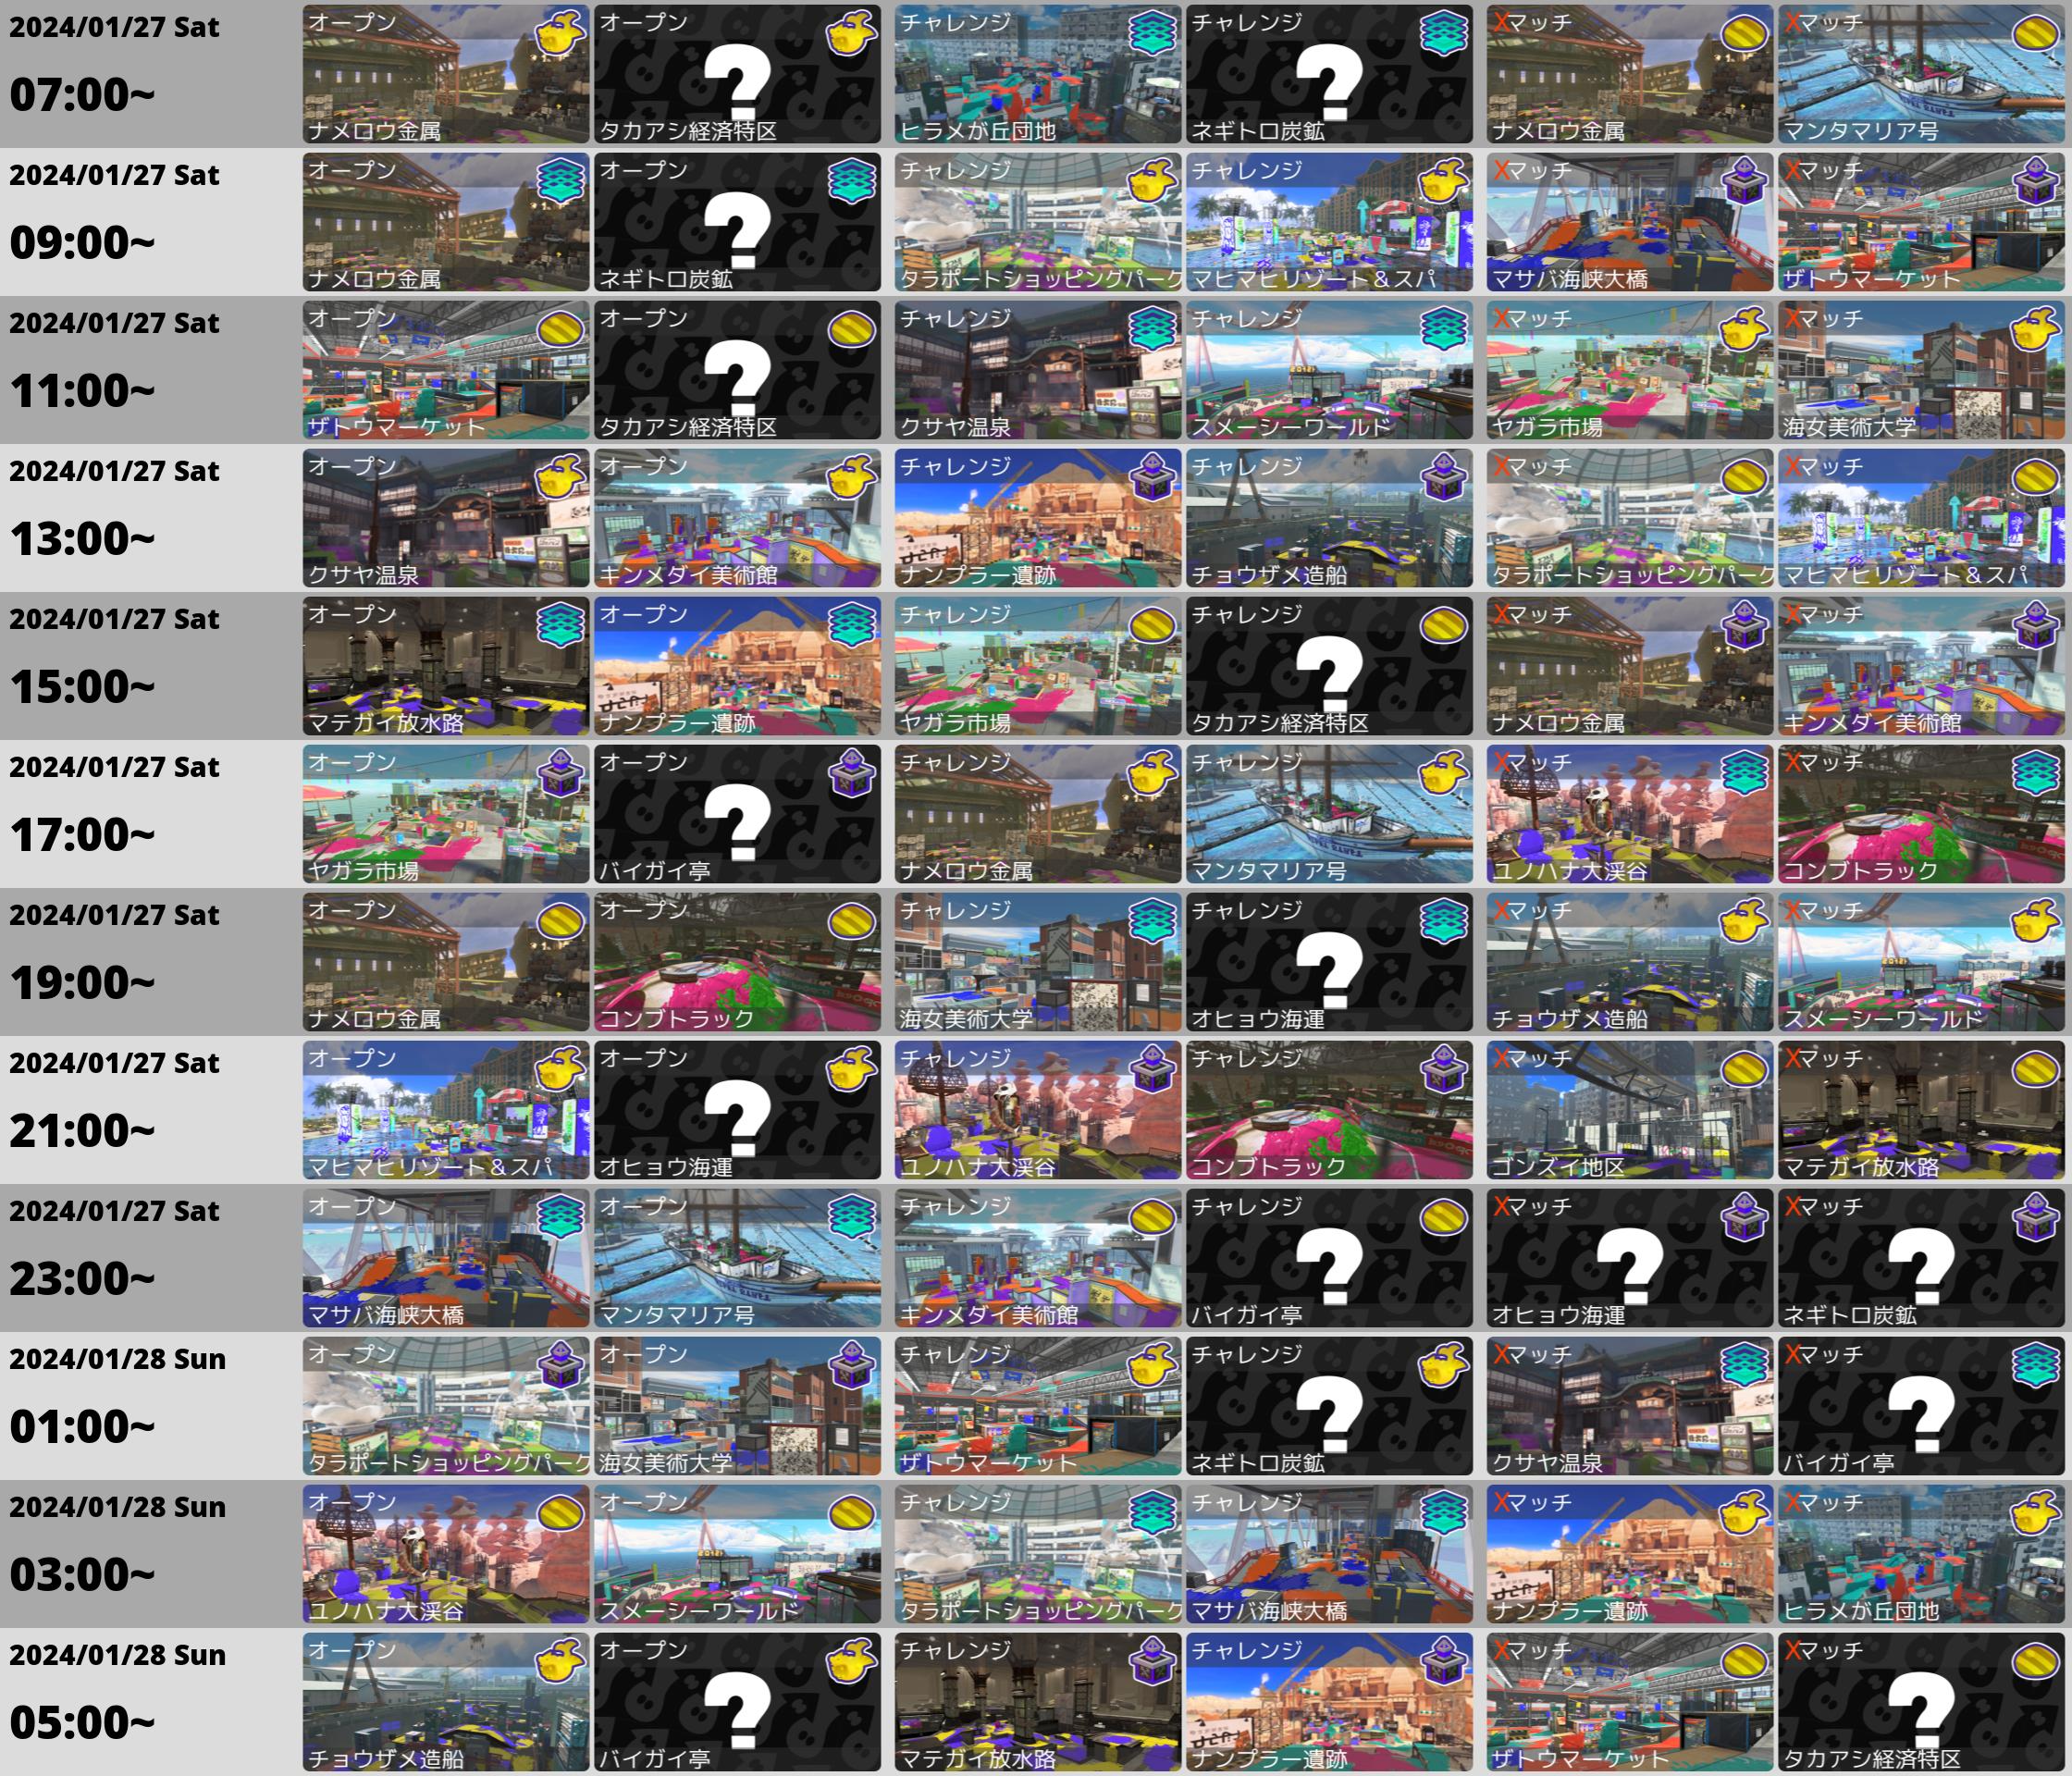 2024/01/27 Sat
07:00~
オープン オープン チャレンジ チャレンジ Xマッチ Xマッチ
ナメロウ金属 タカアシ経済特区 ヒラメが丘団地 ネギトロ炭鉱 ナメロウ金属 マンタマリア号
2024/01/27 Sat
09:00~
オープン オープン チャレンジ チャレンジ Xマッチ Xマッチ
ナメロウ金属 ネギトロ炭鉱 タラポートショッピングパーク マヒマヒリゾート&スパ マサバ海峡大橋 ザトウマーケット
2024/01/27 Sat
11:00~
オープン オープン チャレンジ チャレンジ Xマッチ Xマッチ
ザトウマーケット タカアシ経済特区 クサヤ温泉 スメーシーワールド ヤガラ市場 海女美術大学
2024/01/27 Sat
13:00~
オープン オープン チャレンジ チャレンジ Xマッチ Xマッチ
クサヤ温泉 キンメダイ美術館 ナンプラー遺跡 チョウザメ造船 タラポートショッピングパーク マヒマヒリゾート&スパ
2024/01/27 Sat
15:00~
オープン オープン チャレンジ チャレンジ Xマッチ Xマッチ
マテガイ放水路 ナンプラー遺跡 ヤガラ市場 タカアシ経済特区 ナメロウ金属 キンメダイ美術館
2024/01/27 Sat
17:00~
オープン オープン チャレンジ チャレンジ Xマッチ Xマッチ
ヤガラ市場 バイガイ亭 ナメロウ金属 マンタマリア号 ユノハナ大渓谷 コンブトラック
2024/01/27 Sat
19:00~
オープン オープン チャレンジ チャレンジ Xマッチ Xマッチ
ナメロウ金属 コンブトラック 海女美術大学 オヒョウ海運 チョウザメ造船 スメーシーワールド
2024/01/27 Sat
21:00~
オープン オープン チャレンジ チャレンジ Xマッチ Xマッチ
マヒマヒリゾート&スパ オヒョウ海運 ユノハナ大渓谷 コンブトラック ゴンズイ地区 マテガイ放水路
2024/01/27 Sat
23:00~
オープン オープン チャレンジ チャレンジ Xマッチ Xマッチ
マサバ海峡大橋 マンタマリア号 キンメダイ美術館 バイガイ亭 オヒョウ海運 ネギトロ炭鉱
2024/01/28 Sun
01:00~
オープン オープン チャレンジ チャレンジ Xマッチ Xマッチ
タラポートショッピングパーク 海女美術大学 ザトウマーケット ネギトロ炭鉱 クサヤ温泉 バイガイ亭
2024/01/28 Sun
03:00~
オープン オープン チャレンジ チャレンジ Xマッチ Xマッチ
ユノハナ大渓谷 スメーシーワールド タラポートショッピングパーク マサバ海峡大橋 ナンプラー遺跡 ヒラメが丘団地
2024/01/28 Sun
05:00~
オープン オープン チャレンジ チャレンジ Xマッチ Xマッチ
チョウザメ造船 バイガイ亭 マテガイ放水路 ナンプラー遺跡 ザトウマーケット タカアシ経済特区